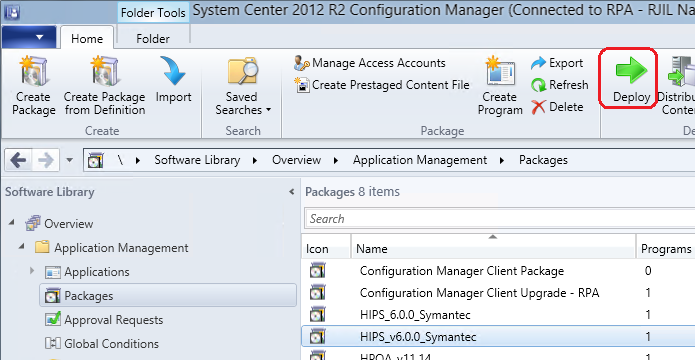 Folder Tools
System Center 2012 R2 Configuration Manager (Connected to RPA - RJIL Na
Home
Folder
Create Package
Create Package from Definition
Import
Create
Saved Searches
Search
Manage Access Accounts
Create Prestaged Content File
Create Program
Export
Refresh
Delete
Package
Deploy
Distribu
Conten
De
\ Software Library Overview Application Management Packages
Software Library
Overview
Application Management
Applications
Packages
Approval Requests
Global Conditions
Packages 8 items
Search
Icon Name Programs
Configuration Manager Client Package 0
Configuration Manager Client Upgrade - RPA 1
HIPS_6.0.0_Symantec 1
HIPS_v6.0.0_Symantec 1
HPOA_v11.14 1